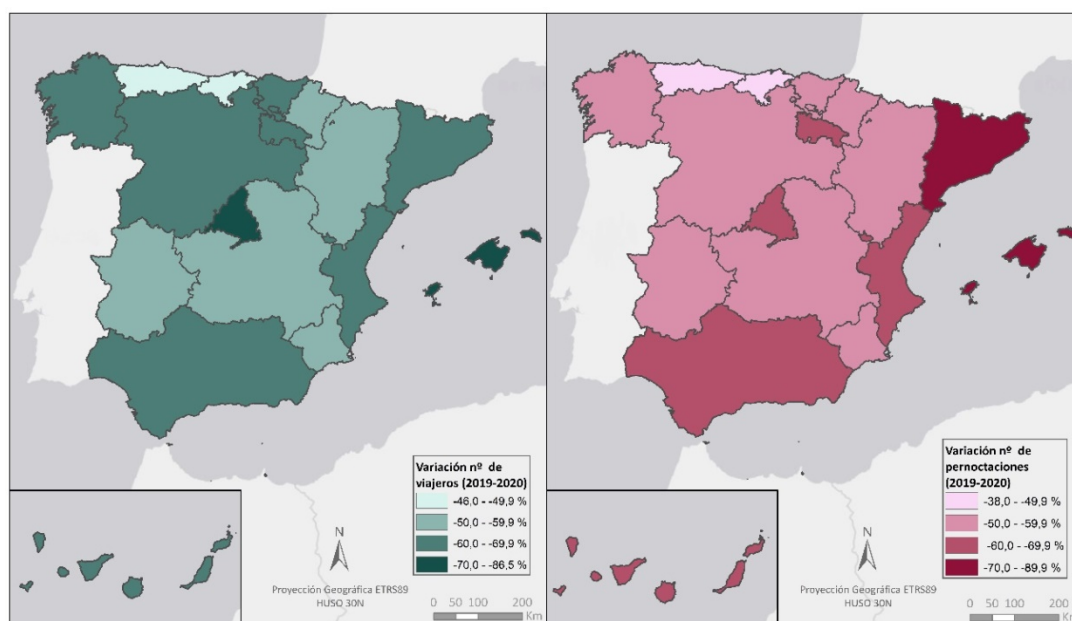 Variación nº de
viajeros (2019-2020)
-46,0 - -49,9 %
-50,0 - -59,9 %
-60,0 - -69,9 %
-70,0 - -86,5 %
N
Proyección Geográfica ETRS89
HUSO 30N
0 50 100 200
Km
Variación nº de
pernoctaciones
(2019-2020)
-38,0 - -49,9 %
-50,0 - -59,9 %
-60,0 - -69,9 %
-70,0 - -89,9 %
N
Proyección Geográfica ETRS89
HUSO 30N
0 50 100 200
Km